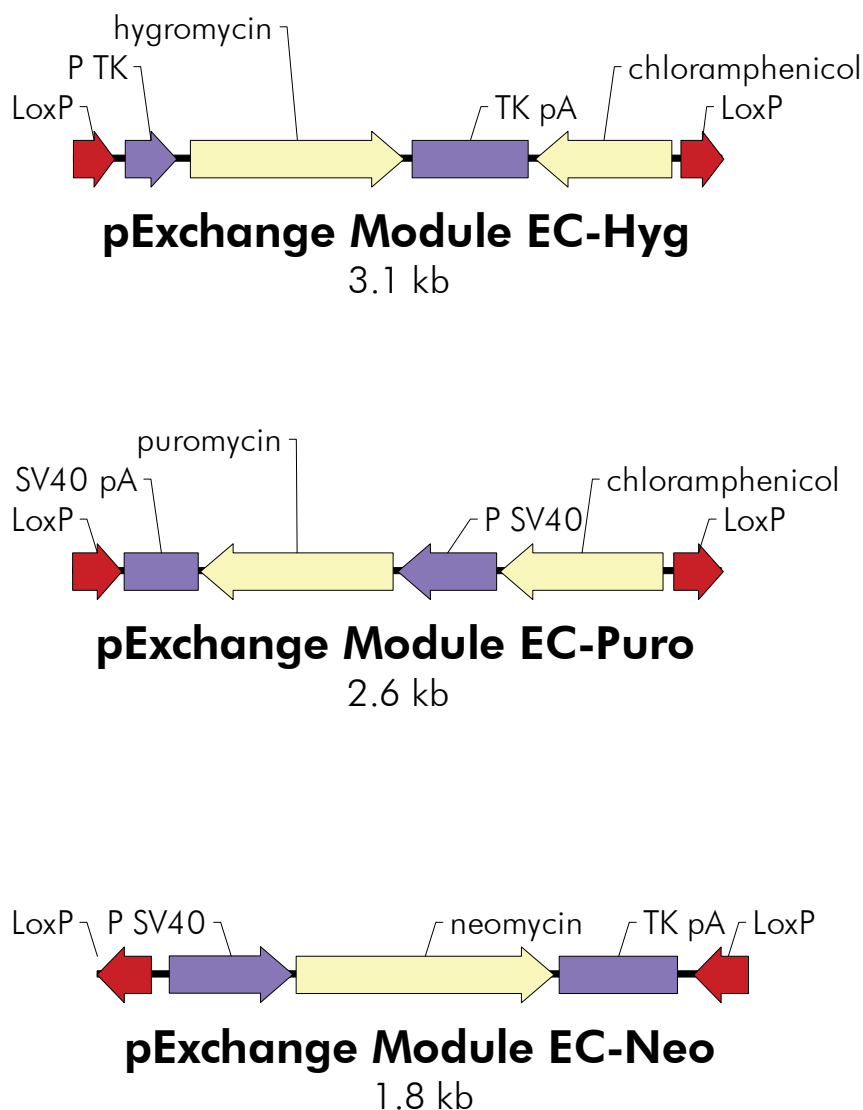 hygromycin
P TK
chloramphenicol
LoxP
TK pA
LoxP
pExchange Module EC-Hyg
3.1 kb
puromycin
SV40 pA
chloramphenicol
LoxP
P SV40
LoxP
pExchange Module EC-Puro
2.6 kb
LoxP
P SV40
neomycin
TK pA
LoxP
pExchange Module EC-Neo
1.8 kb